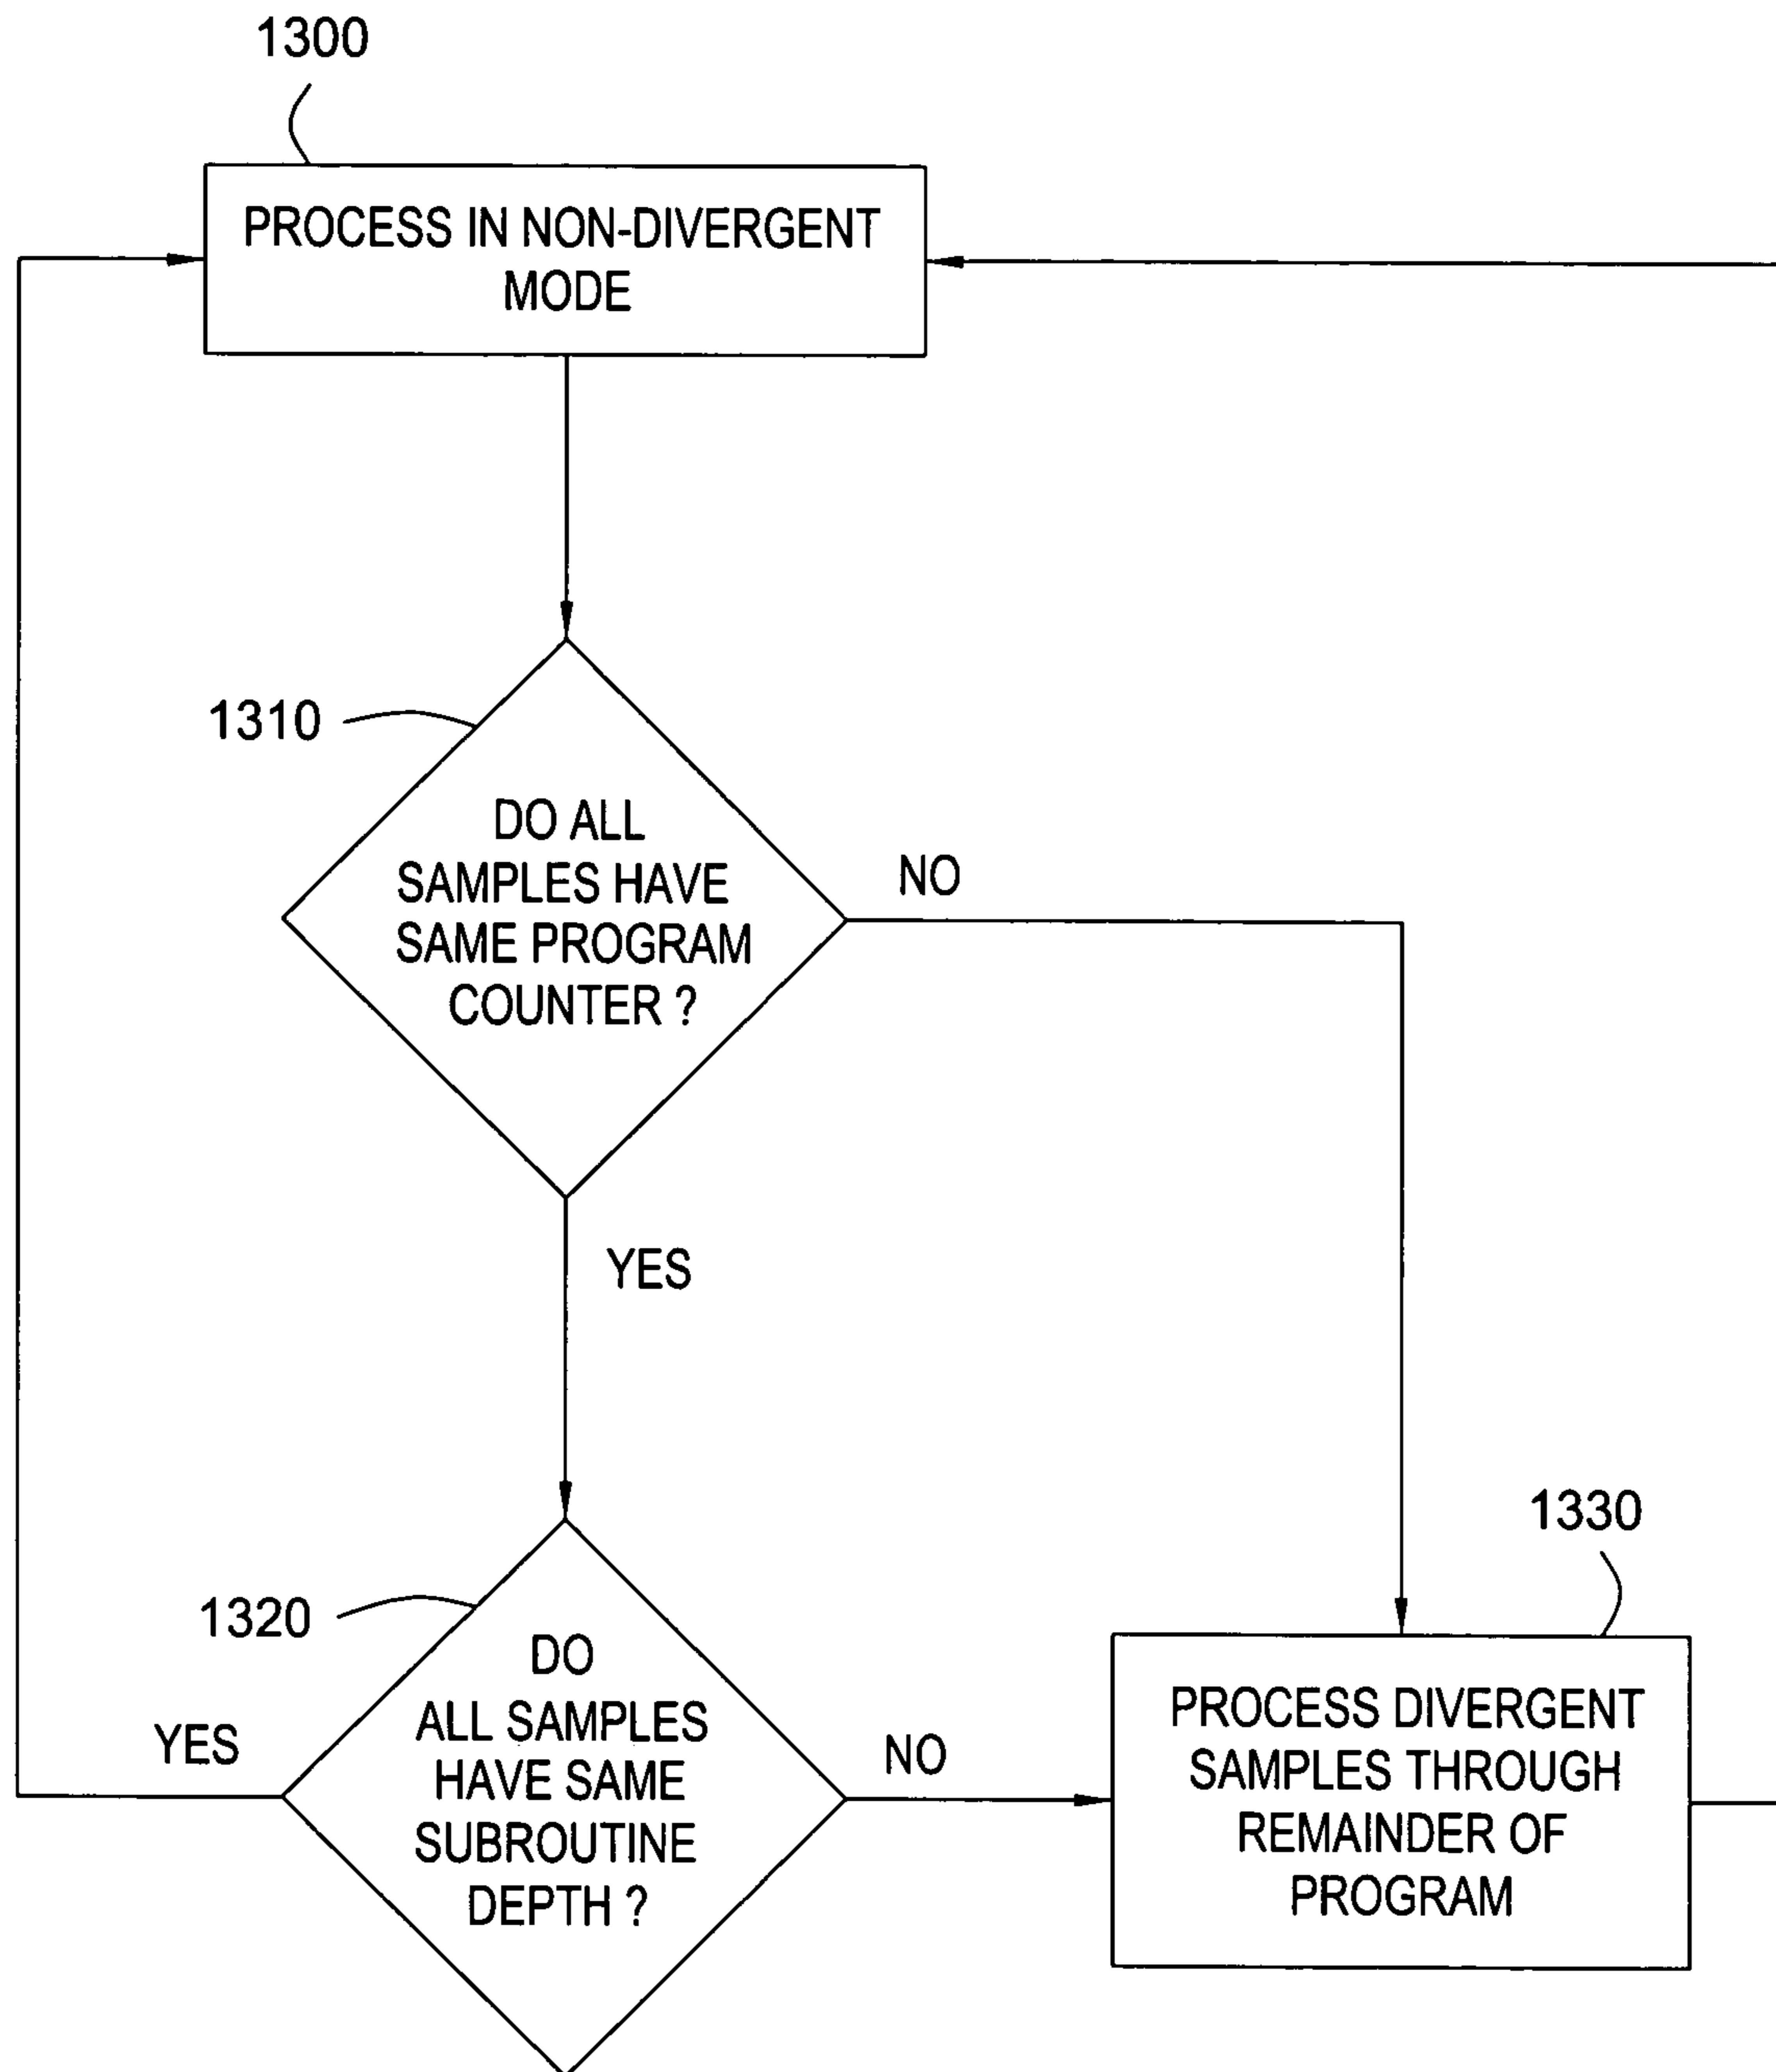 1300
PROCESS IN NON-DIVERGENT
MODE
1310
DO ALL
SAMPLES HAVE
SAME PROGRAM
COUNTER ?
NO
YES
1320
DO
ALL SAMPLES
HAVE SAME
SUBROUTINE
DEPTH ?
YES
NO
1330
PROCESS DIVERGENT
SAMPLES THROUGH
REMAINDER OF
PROGRAM